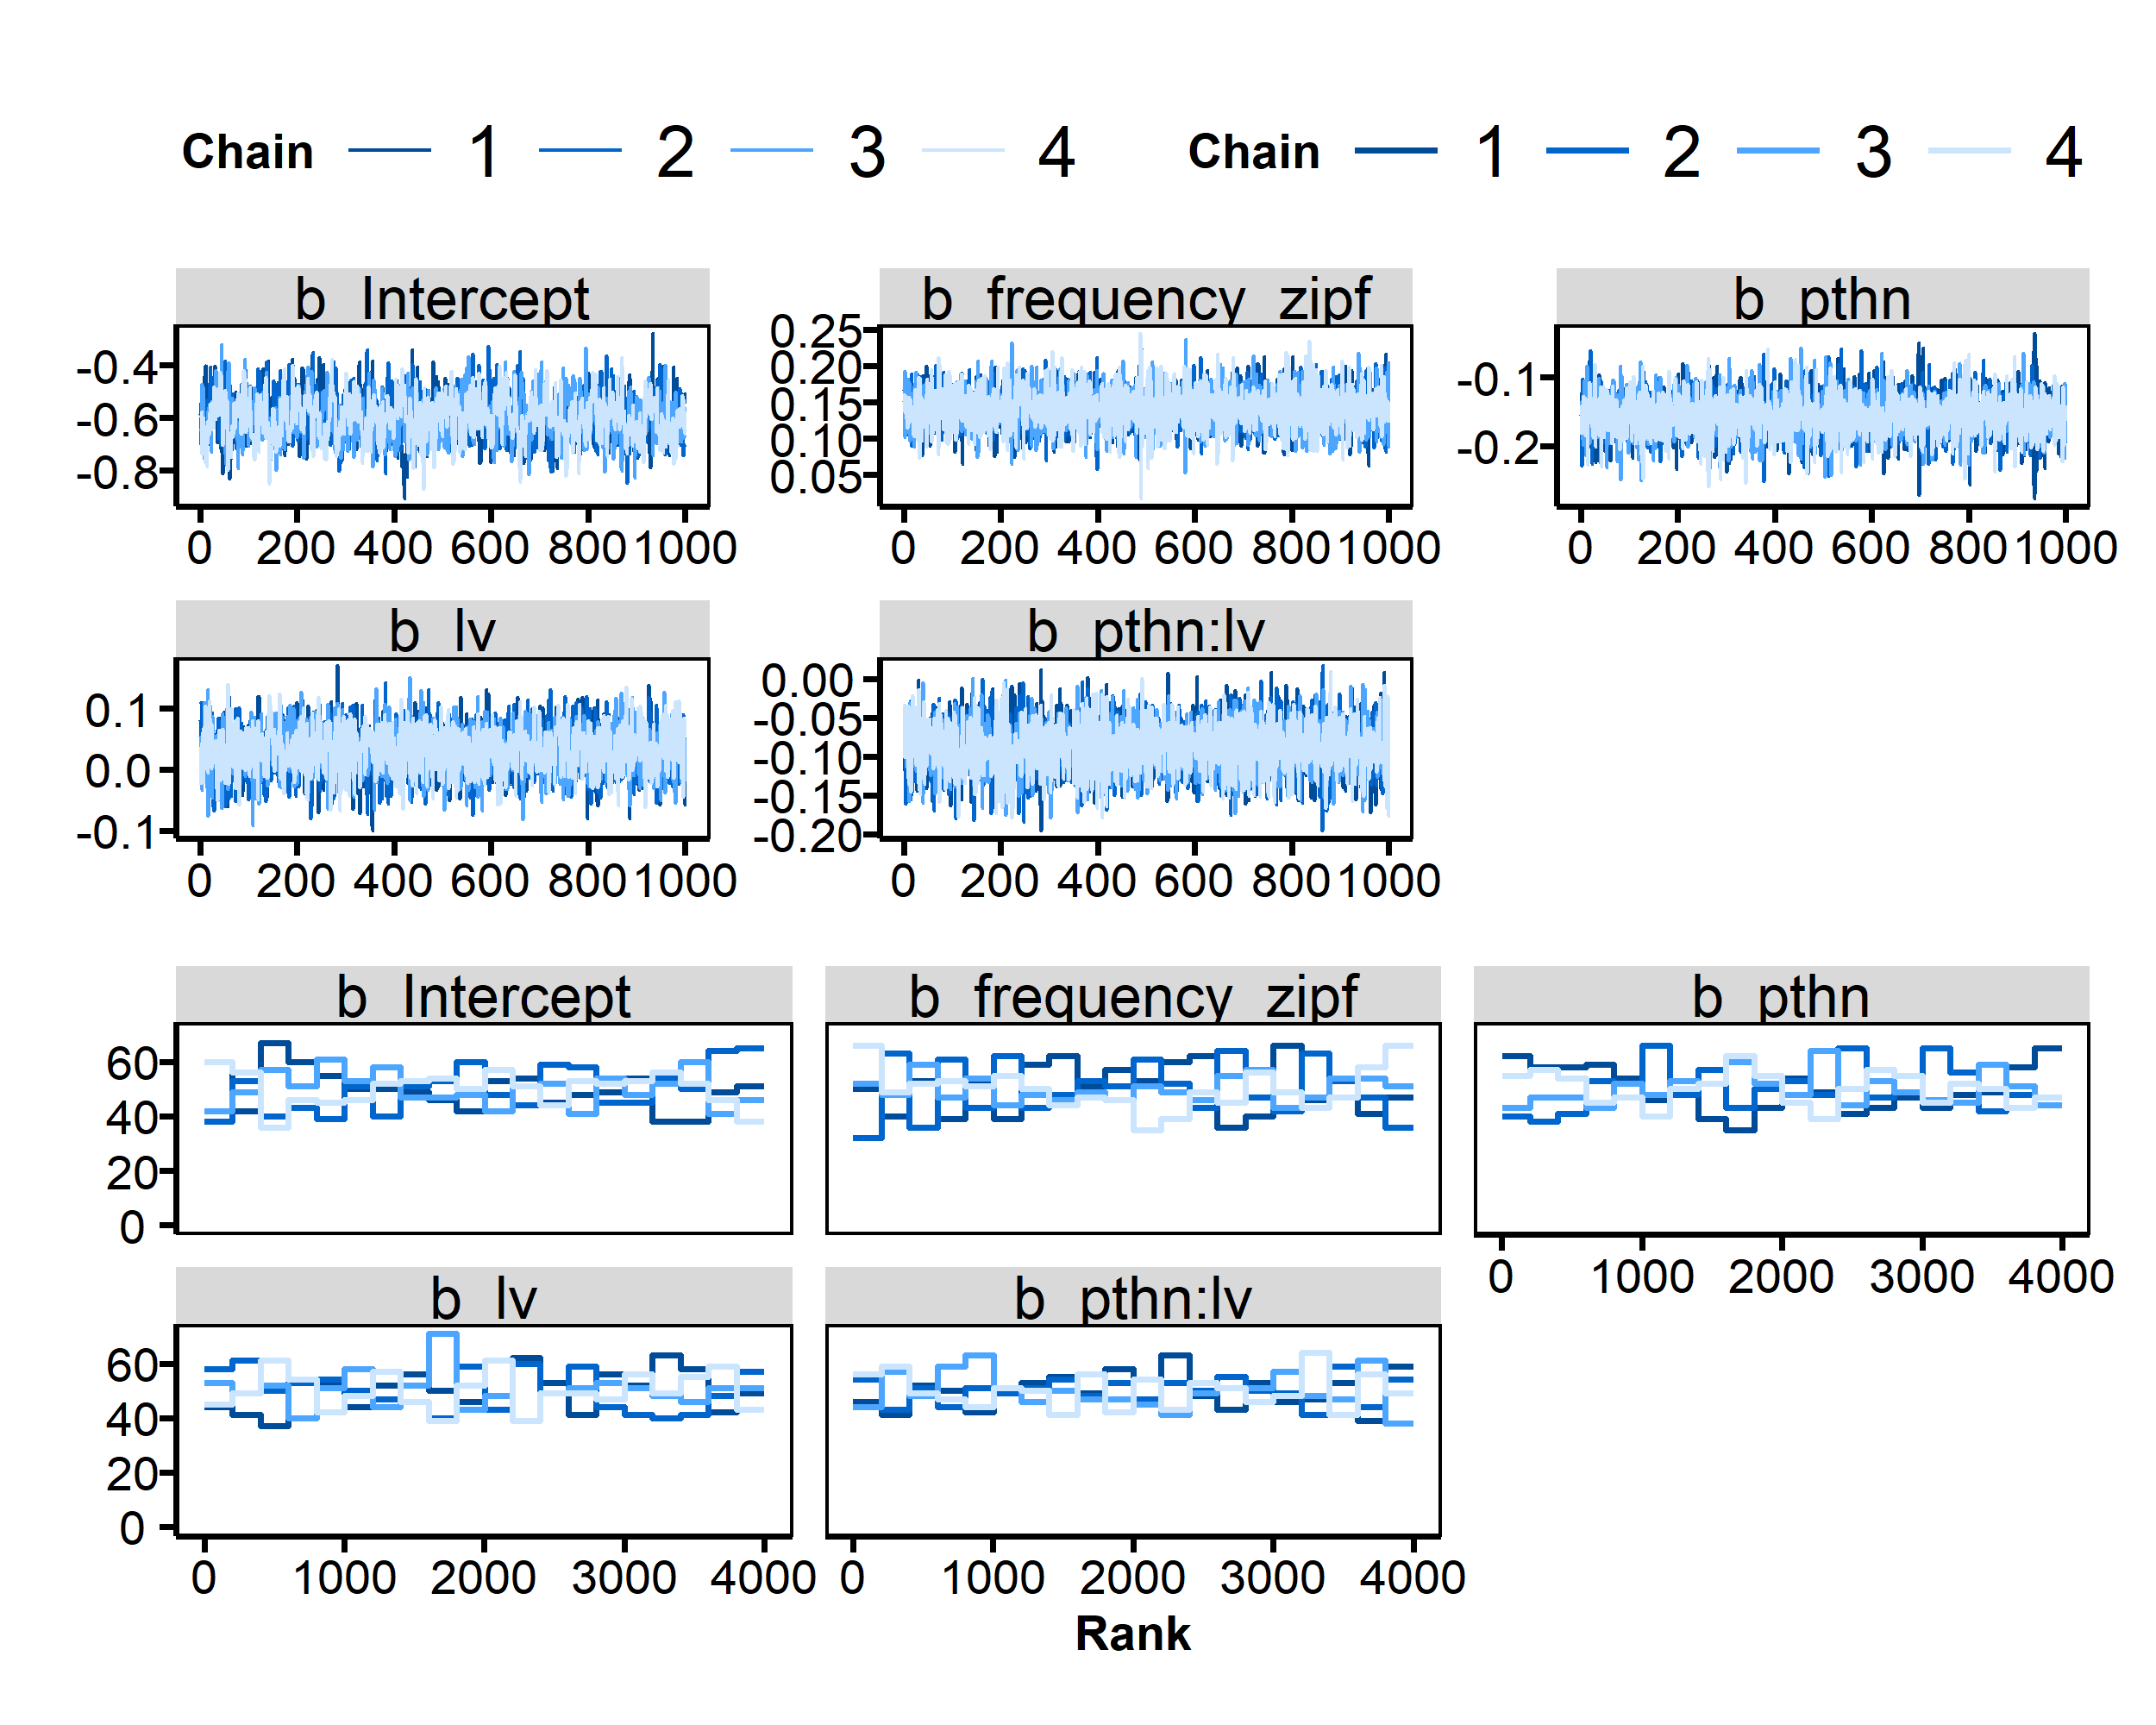 Chain 1 2 3 4 Chain 1 2 3 4
b Intercept b frequency zipf b pthn
-0.4
-0.6
-0.8
0.25
0.20
0.15
0.10
0.05
-0.1
-0.2
0 200 400 600 800 1000 0 200 400 600 800 1000 0 200 400 600 800 1000
b lv b pthn:lv
0.1
0.0
-0.1
0.00
-0.05
-0.10
-0.15
-0.20
0 200 400 600 800 1000 0 200 400 600 800 1000
b Intercept b frequency zipf b pthn
60
40
20
0
0 1000 2000 3000 4000
b lv b pthn:lv
60
40
20
0
0 1000 2000 3000 4000 0 1000 2000 3000 4000
Rank